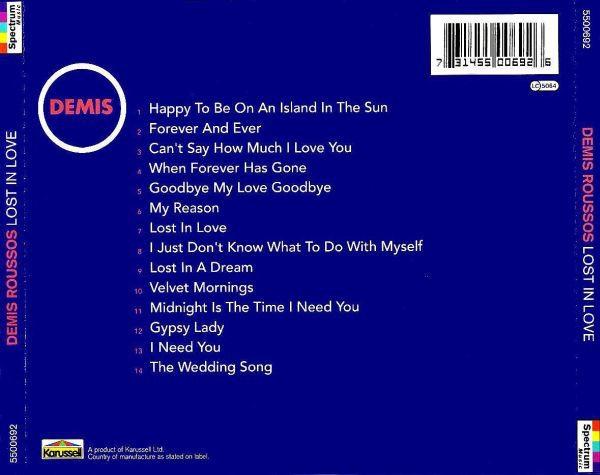 Spectrum
Music
DEMIS ROUSSOS LOST IN LOVE
5500692
7 31455 00692 6
LC 5064
DEMIS
1 Happy To Be On An Island In The Sun
2 Forever And Ever
3 Can't Say How Much I Love You
4 When Forever Has Gone
5 Goodbye My Love Goodbye
6 My Reason
7 Lost In Love
8 I Just Don't Know What To Do With Myself
9 Lost In A Dream
10 Velvet Mornings
11 Midnight Is The Time I Need You
12 Gypsy Lady
13 I Need You
14 The Wedding Song
Karussell
A product of Karussell Ltd.
Country of manufacture as stated on label.
5500692
DEMIS ROUSSOS LOST IN LOVE
Spectrum
Music